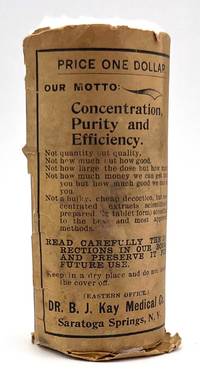 PRICE ONE DOLLAR
OUR MOTTO:
Concentration,
Purity and
Efficiency.
Not quantity but quality,
Not how much but how good.
Not how large the dose but how
Not how much money we can get
you but how much good we can
you,
Not a bulky, cheap decoction, but
centrated extracts
prepared in tablet form)
to the best and most
methods.
READ CAREFULLY THE
RECTIONS IN OUR
AND PRESERVE IT FOR
FUTURE USE.
Keep in a dry place and do not
the cover off.
(EASTERN OFFICE.)
DR. B. J. KAY Medical Co.
Saratoga Springs, N.Y.